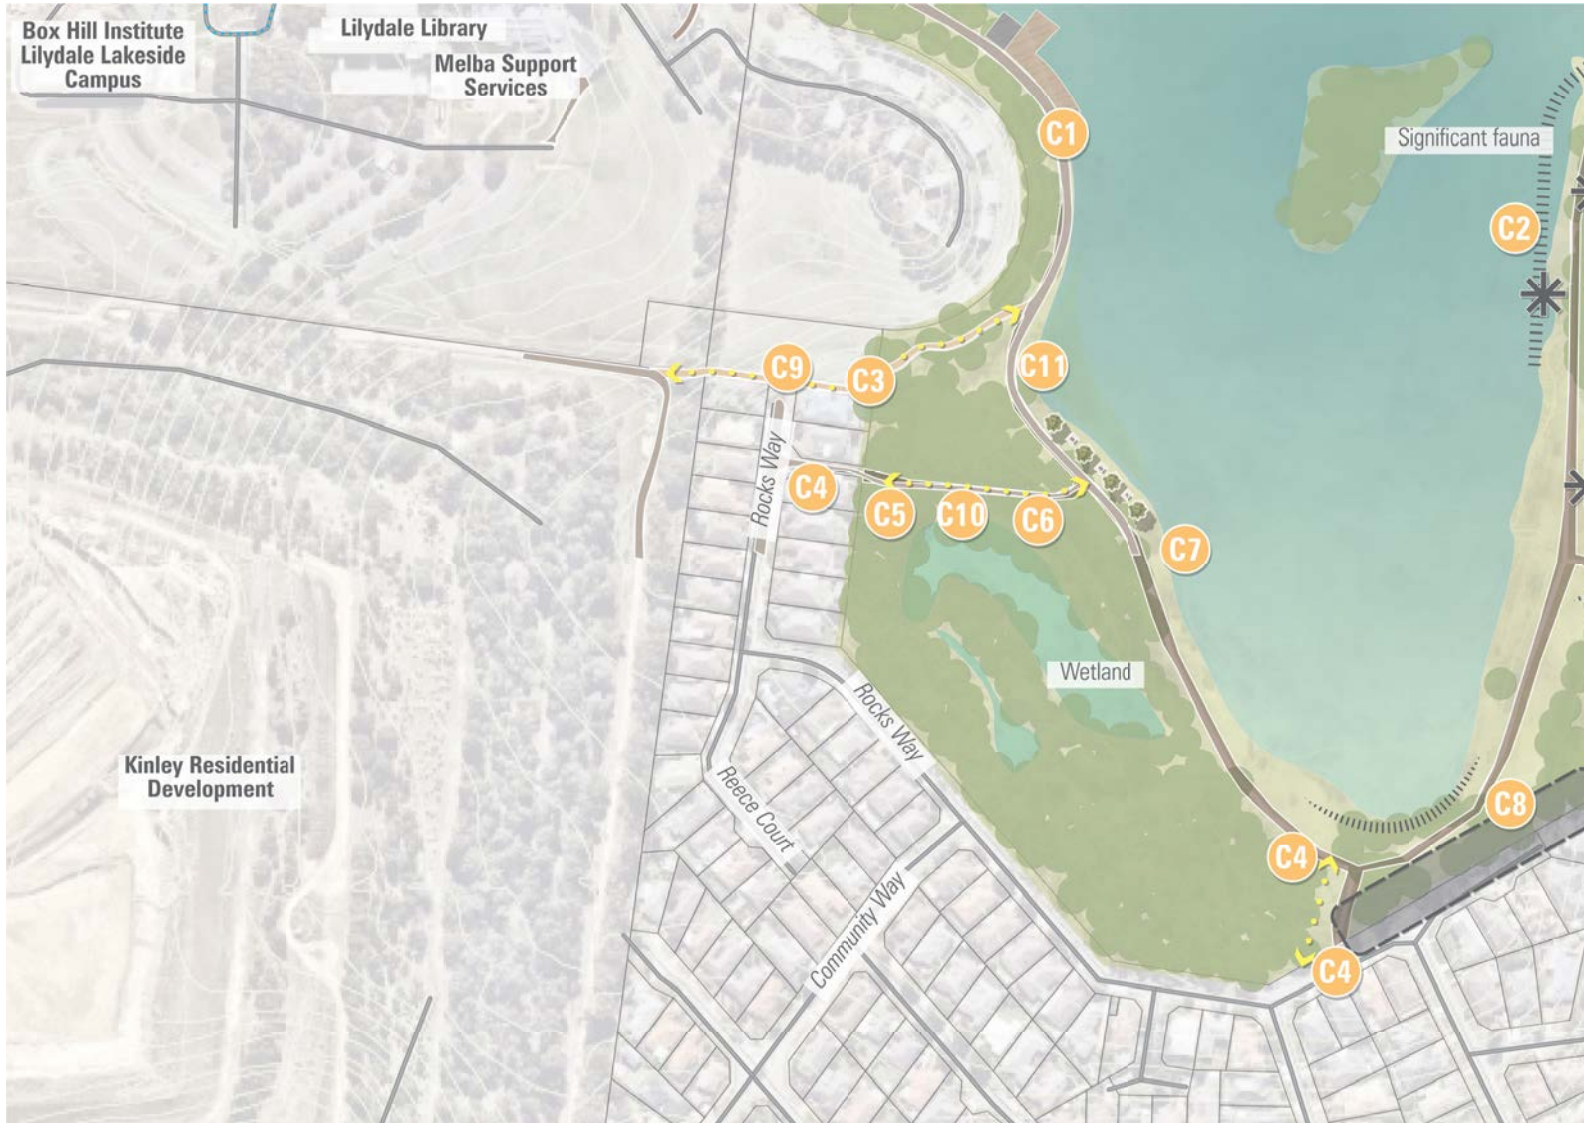 Box Hill Institute
Lilydale Lakeside
Campus
Lilydale Library
Melba Support
Services
C1
Significant fauna
C2
C9
C3
C11
Rocks Way
C4
C5
C10
C6
C7
Wetland
Rocks Way
Reece Court
Kinley Residential
Development
C8
C4
Community Way
C4